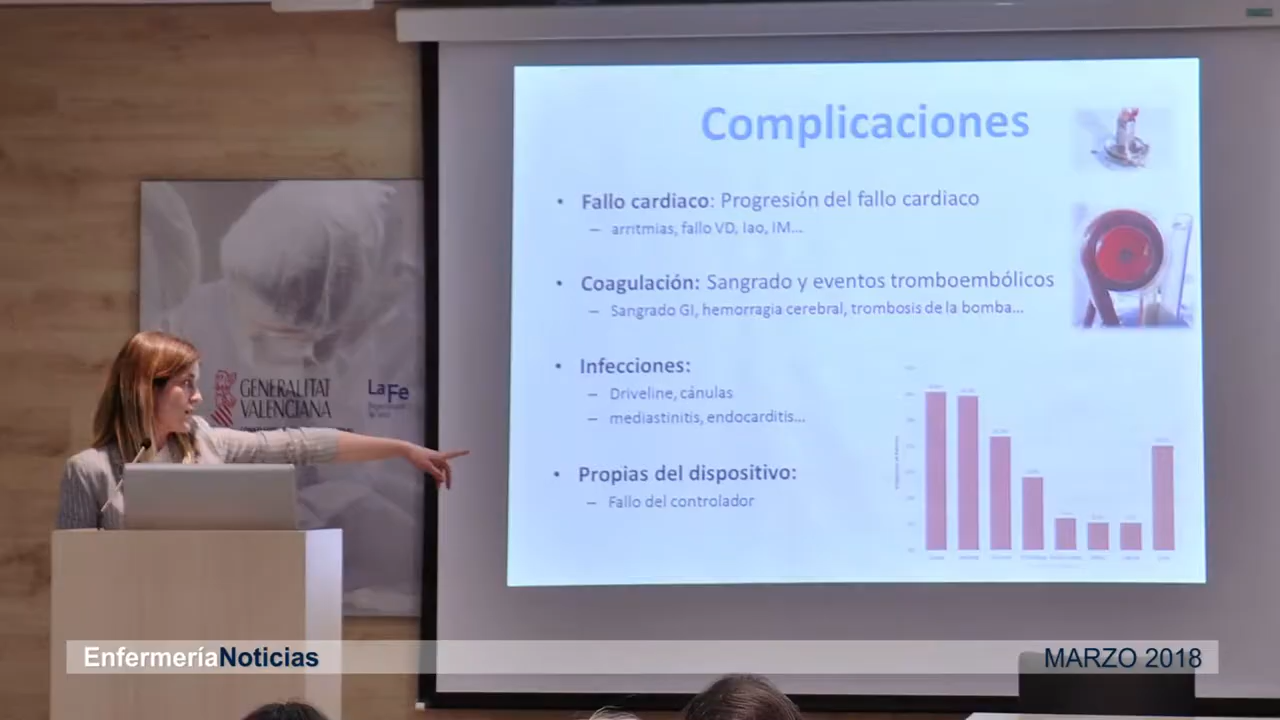 Complicaciones
• Fallo cardiaco: Progresión del fallo cardiaco
– arritmias, fallo VD, Iao, IM...
• Coagulación: Sangrado y eventos tromboembólicos
– Sangrado GI, hemorragia cerebral, trombosis de la bomba...
• Infecciones:
– Driveline, cánulas
– mediastinitis, endocarditis...
• Propias del dispositivo:
– Fallo del controlador
GENERALITAT
VALENCIANA
La Fe
EnfermeríaNoticias
MARZO 2018